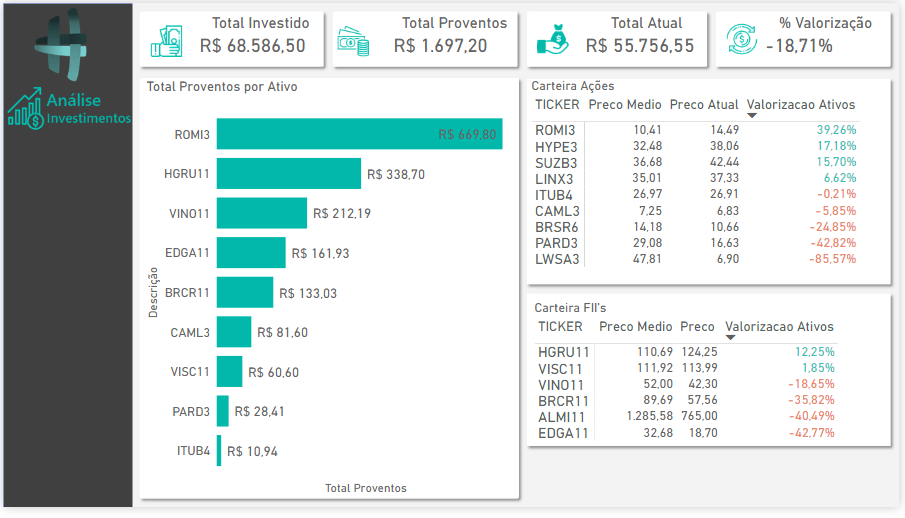 Análise
Investimentos
Total Investido
R$ 68.586,50
Total Proventos
R$ 1.697,20
Total Atual
R$ 55.756,55
% Valorização
-18,71%
Total Proventos por Ativo
Descrição
ROMI3 R$ 669,80
HGRU11 R$ 338,70
VINO11 R$ 212,19
EDGA11 R$ 161,93
BRCR11 R$ 133,03
CAML3 R$ 81,60
VISC11 R$ 60,60
PARD3 R$ 28,41
ITUB4 R$ 10,94
Total Proventos
Carteira Ações
TICKER Preco Medio Preco Atual Valorizacao Ativos
ROMI3 10,41 14,49 39,26%
HYPE3 32,48 38,06 17,18%
SUZB3 36,68 42,44 15,70%
LINX3 35,01 37,33 6,62%
ITUB4 26,97 26,91 -0,21%
CAML3 7,25 6,83 -5,85%
BRSR6 14,18 10,66 -24,85%
PARD3 29,08 16,63 -42,82%
LWSA3 47,81 6,90 -85,57%
Carteira FII's
TICKER Preco Medio Preco Valorizacao Ativos
HGRU11 110,69 124,25 12,25%
VISC11 111,92 113,99 1,85%
VINO11 52,00 42,30 -18,65%
BRCR11 89,69 57,56 -35,82%
ALMI11 1.285,58 765,00 -40,49%
EDGA11 32,68 18,70 -42,77%